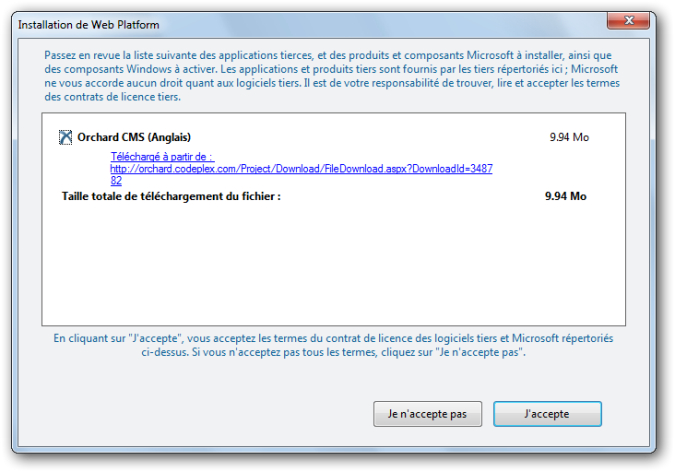 Installation de Web Platform
Passez en revue la liste suivante des applications tierces, et des produits et composants Microsoft à installer, ainsi que
des composants Windows à activer. Les applications et produits tiers sont fournis par les tiers répertoriés ici ; Microsoft
ne vous accorde aucun droit quant aux logiciels tiers. Il est de votre responsabilité de trouver, lire et accepter les termes
des contrats de licence tiers.
Orchard CMS (Anglais) 9.94 Mo
Téléchargé à partir de :
http://orchard.codeplex.com/Project/Download/FileDownload.aspx?DownloadId=3487
82
Taille totale de téléchargement du fichier : 9.94 Mo
En cliquant sur "J'accepte", vous acceptez les termes du contrat de licence des logiciels tiers et Microsoft répertoriés
ci-dessus. Si vous n'acceptez pas tous les termes, cliquez sur "Je n'accepte pas".
Je n'accepte pas J'accepte